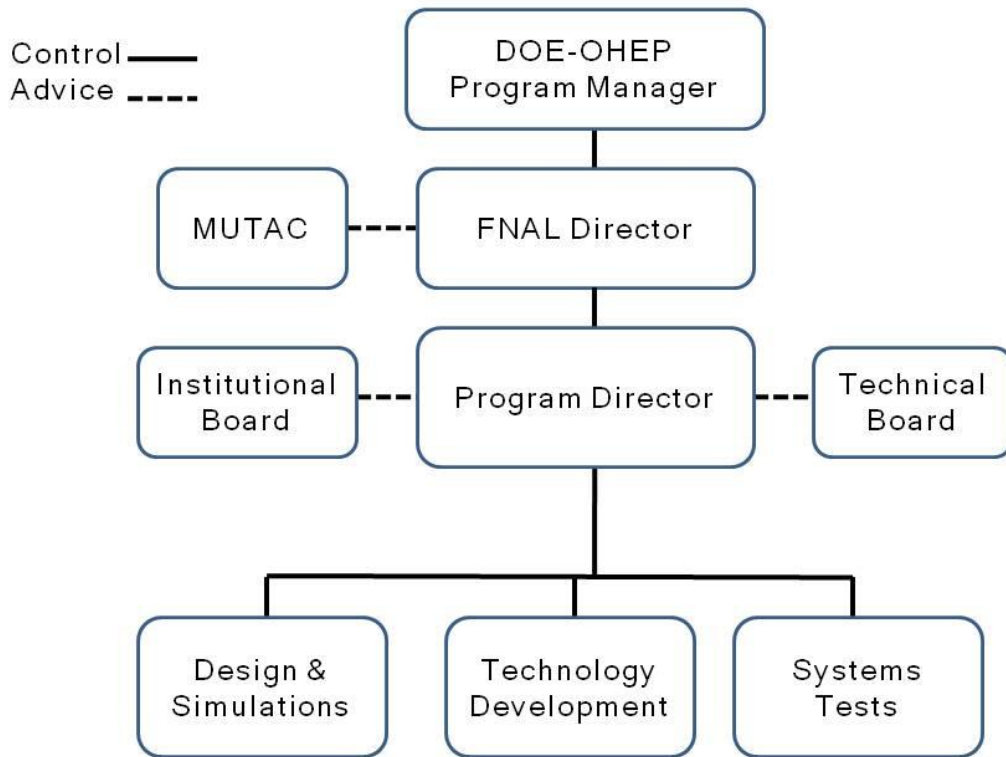 Control
Advice
DOE-OHEP
Program Manager
MUTAC
FNAL Director
Institutional
Board
Program Director
Technical
Board
Design &
Simulations
Technology
Development
Systems
Tests